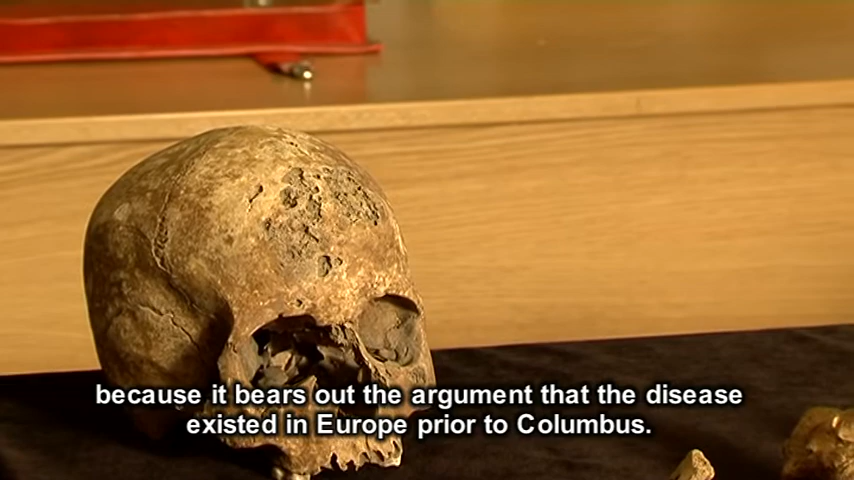 because it bears out the argument that the disease
existed in Europe prior to Columbus.